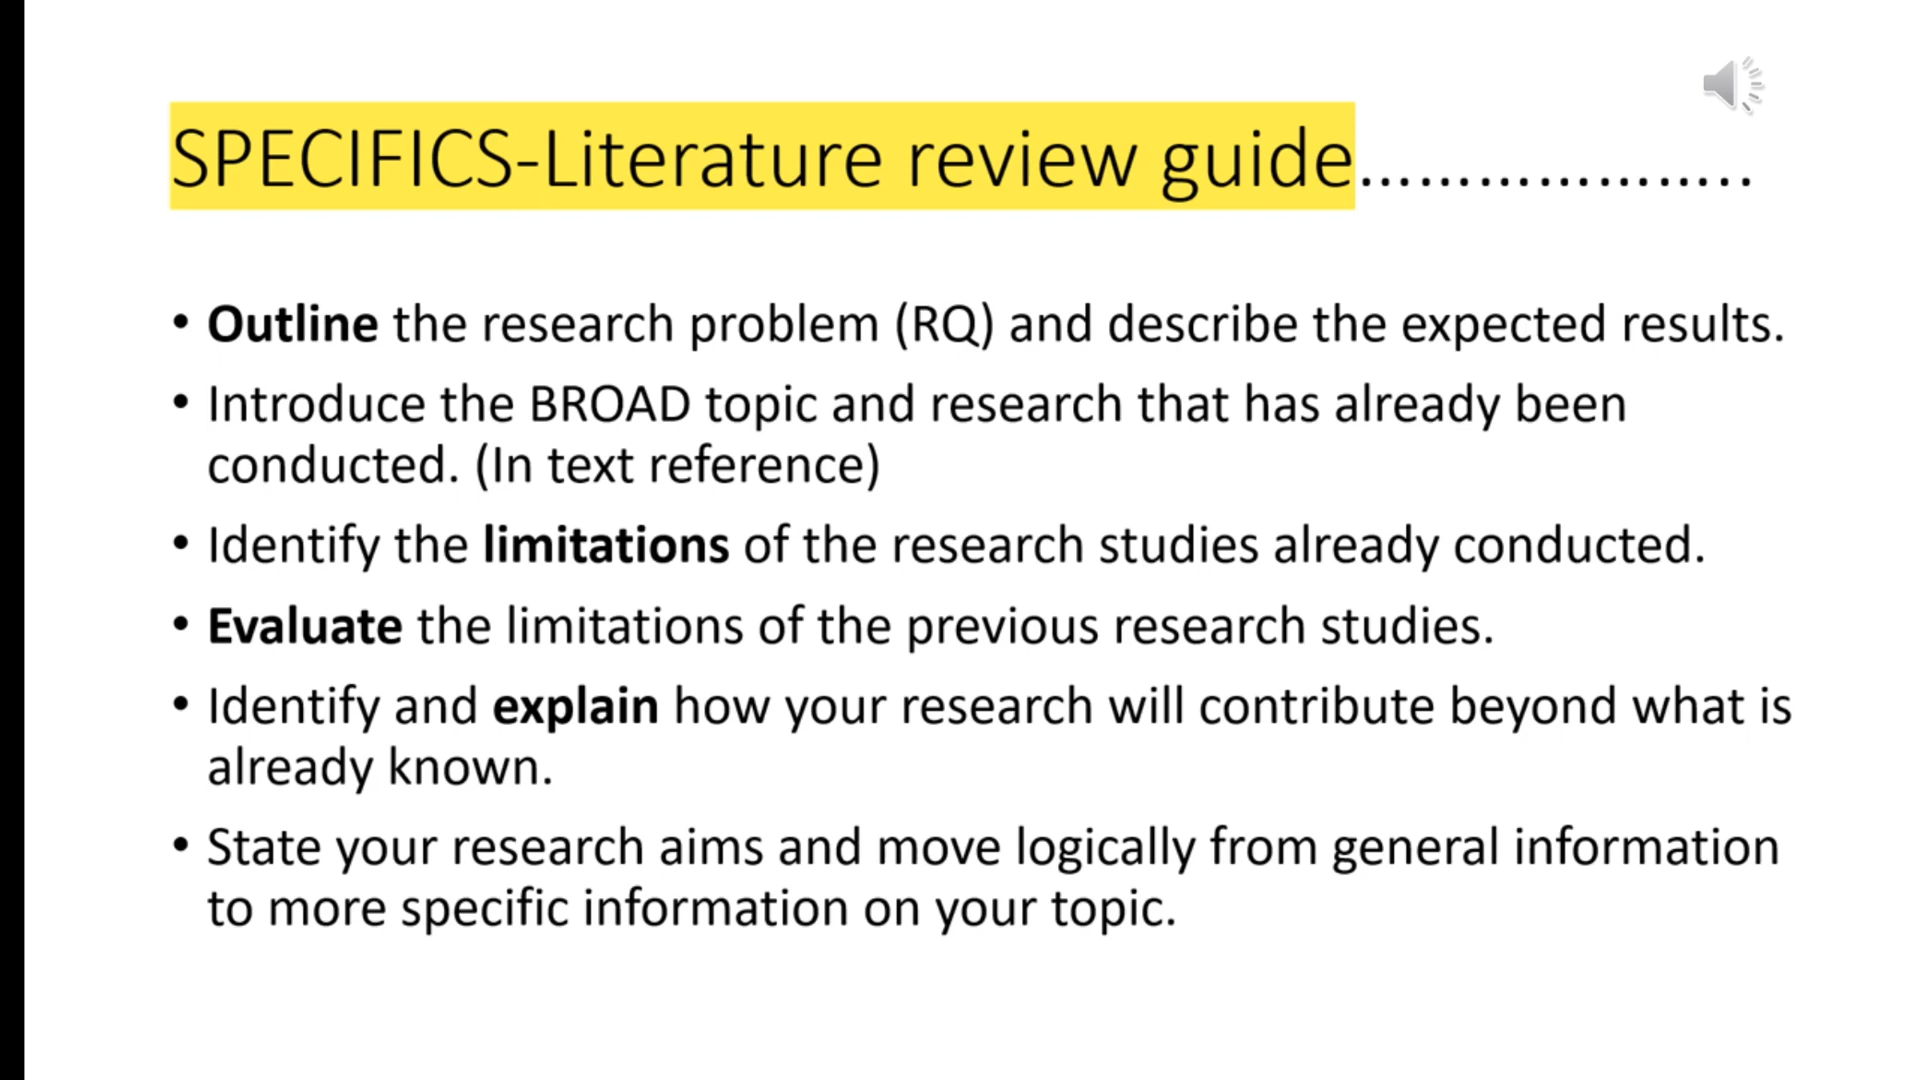 SPECIFICS-Literature review guide………………..
• Outline the research problem (RQ) and describe the expected results.
• Introduce the BROAD topic and research that has already been
conducted. (In text reference)
• Identify the limitations of the research studies already conducted.
• Evaluate the limitations of the previous research studies.
• Identify and explain how your research will contribute beyond what is
already known.
• State your research aims and move logically from general information
to more specific information on your topic.